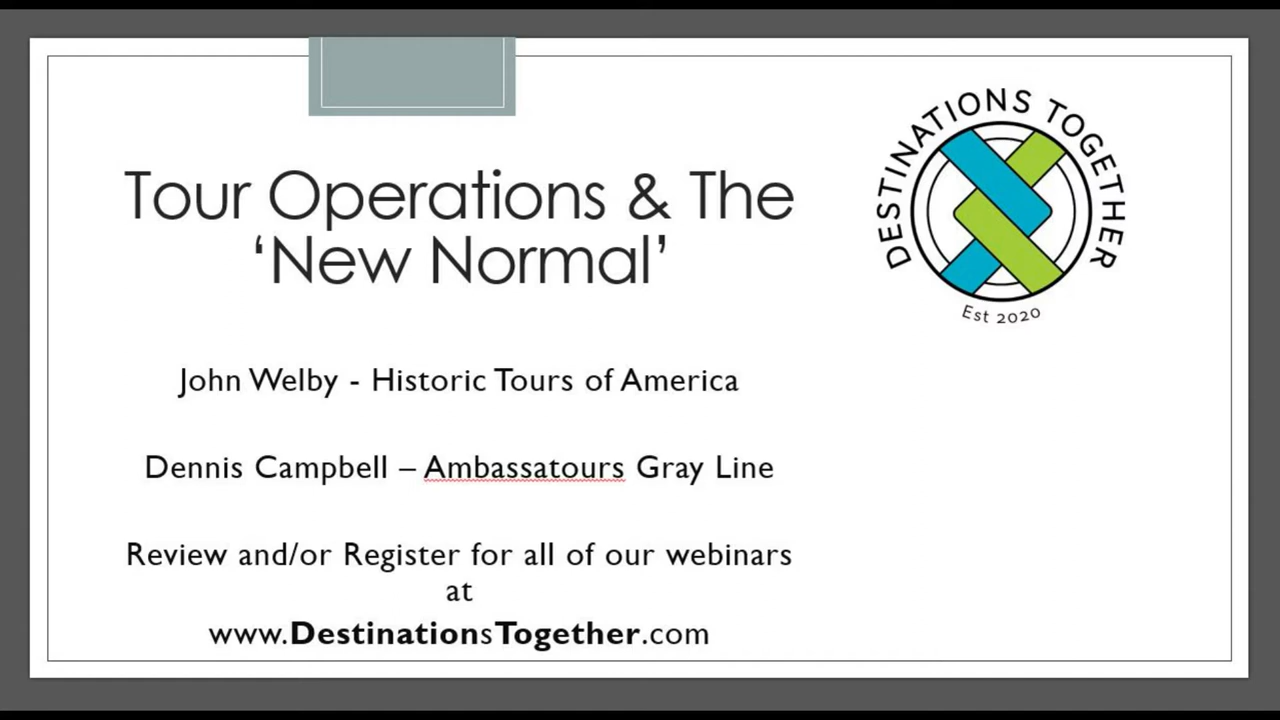 Tour Operations & The
‘New Normal’
DESTINATIONS TOGETHER
Est 2020
John Welby - Historic Tours of America
Dennis Campbell – Ambassatours Gray Line
Review and/or Register for all of our webinars
at
www.DestinationsTogether.com